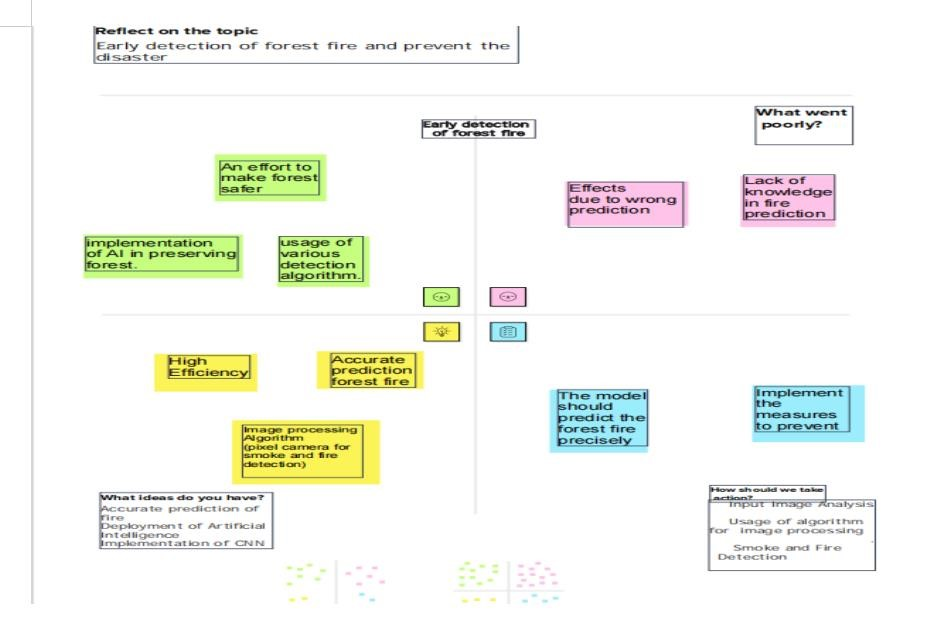 Reflect on the topic
Early detection of forest fire and prevent the
disaster
Early detection
of forest fire
What went
poorly?
An effort to
make forest
safer
implementation
of AI in preserving
forest.
usage of
various
detection
algorithm.
Effects
due to wrong
prediction
Lack of
knowledge
in fire
prediction
High
Efficiency
Accurate
prediction
forest fire
Image processing
Algorithm
(pixel camera for
smoke and fire
detection)
The model
should
predict the
forest fire
precisely
Implement
the
measures
to prevent
What ideas do you have?
Accurate prediction of
fire
Deployment of Artificial
Intelligence
Implementation of CNN
How should we take
action?
Input Image Analysis
Usage of algorithm
for image processing
Smoke and Fire
Detection